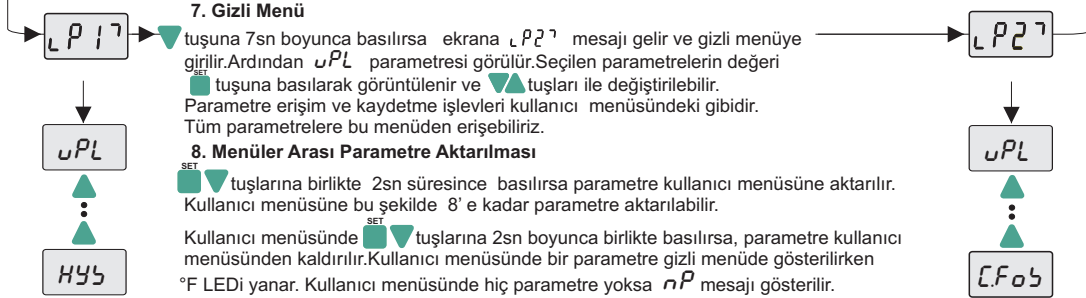 7. Gizli Menü
┌P1┐
tuşuna 7sn boyunca basılırsa ekrana ┌P2┐ mesajı gelir ve gizli menüye
┌P2┐
girilir.Ardından uPL parametresi görülür.Seçilen parametrelerin değeri
SET
tuşuna basılarak görüntülenir ve tuşları ile değiştirilebilir.
Parametre erişim ve kaydetme işlevleri kullanıcı menüsündeki gibidir.
Tüm parametrelere bu menüden erişebiliriz.
uPL
8. Menüler Arası Parametre Aktarılması
uPL
SET
tuşlarına birlikte 2sn süresince basılırsa parametre kullanıcı menüsüne aktarılır.
Kullanıcı menüsüne bu şekilde 8' e kadar parametre aktarılabilir.
SET
Kullanıcı menüsünde tuşlarına 2sn boyunca birlikte basılırsa, parametre kullanıcı
menüsünden kaldırılır.Kullanıcı menüsünde bir parametre gizli menüde gösterilirken
HYS
°F LEDi yanar. Kullanıcı menüsünde hiç parametre yoksa nP mesajı gösterilir.
C.FoS